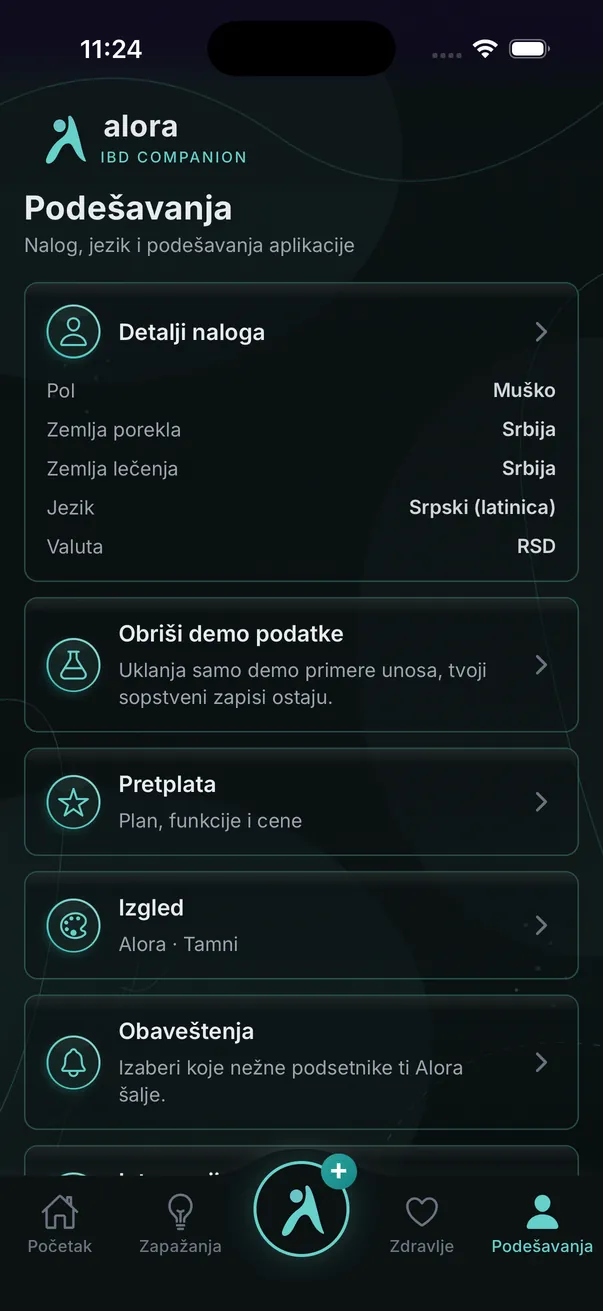 11:24
alora
IBD COMPANION
Podešavanja
Nalog, jezik i podešavanja aplikacije
Detalji naloga
Pol Muško
Zemlja porekla Srbija
Zemlja lečenja Srbija
Jezik Srpski (latinica)
Valuta RSD
Obriši demo podatke
Uklanja samo demo primere unosa, tvoji
sopstveni zapisi ostaju.
Pretplata
Plan, funkcije i cene
Izgled
Alora · Tamni
Obaveštenja
Izaberi koje nežne podsetnike ti Alora
šalje.
Početak Zapažanja Zdravlje Podešavanja